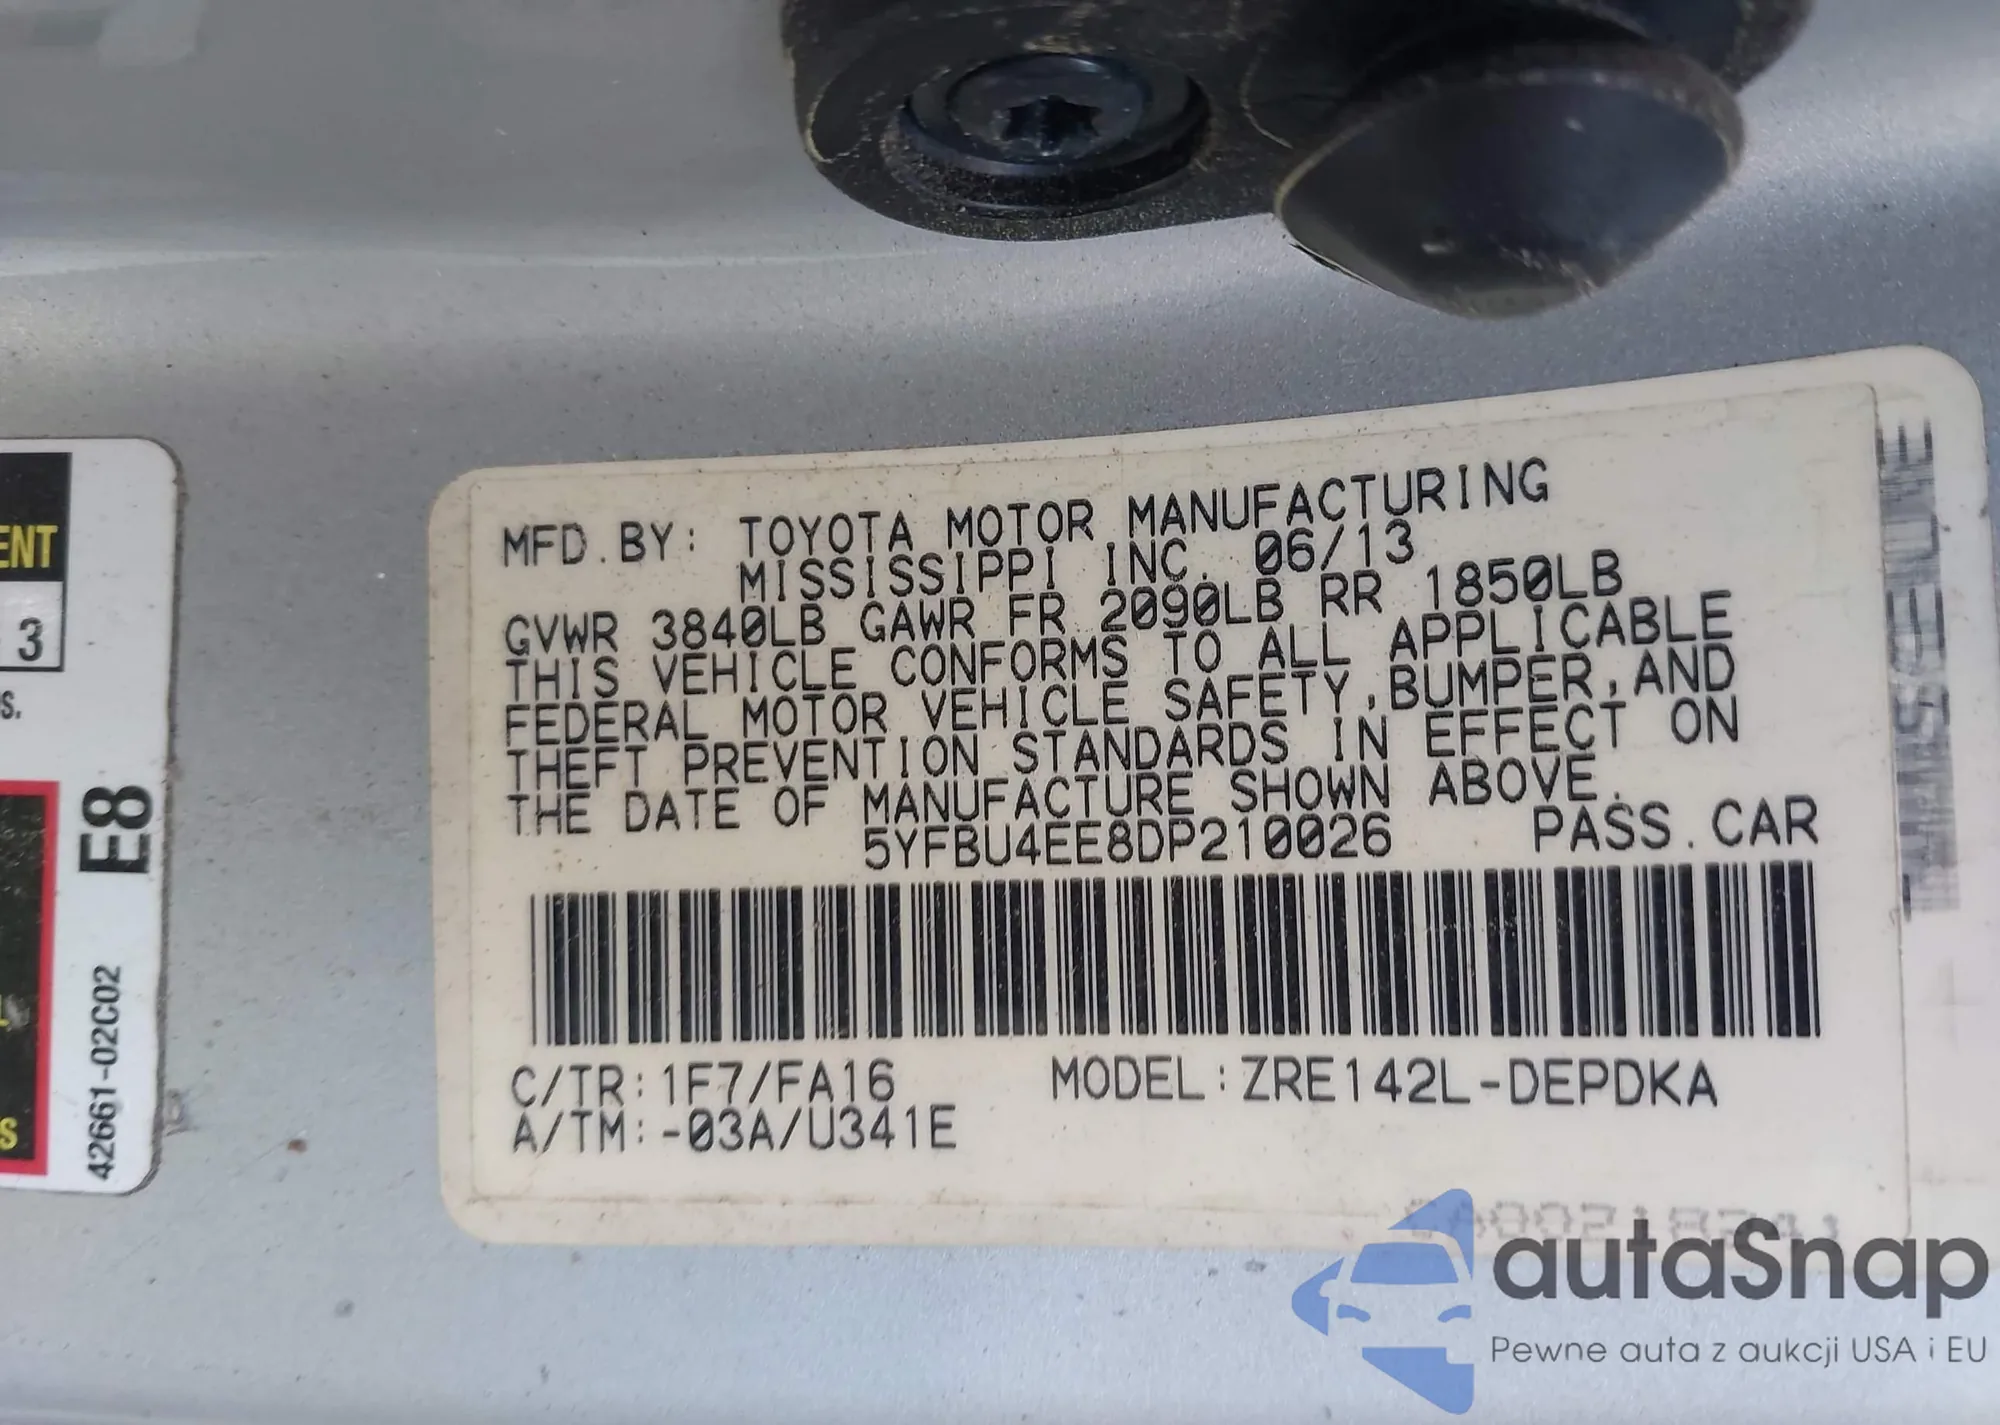 ENT
3
S.
E8
L
S
42661-02C02
MFD.BY: TOYOTA MOTOR MANUFACTURING
MISSISSIPPI INC. 06/13
GVWR 3840LB GAWR FR 2090LB RR 1850LB
THIS VEHICLE CONFORMS TO ALL APPLICABLE
FEDERAL MOTOR VEHICLE SAFETY,BUMPER,AND
THEFT PREVENTION STANDARDS IN EFFECT ON
THE DATE OF MANUFACTURE SHOWN ABOVE.
5YFBU4EE8DP210026 PASS.CAR
C/TR:1F7/FA16 MODEL:ZRE142L-DEPDKA
A/TM:-03A/U341E
autaSnap
Pewne auta z aukcji USA i EU